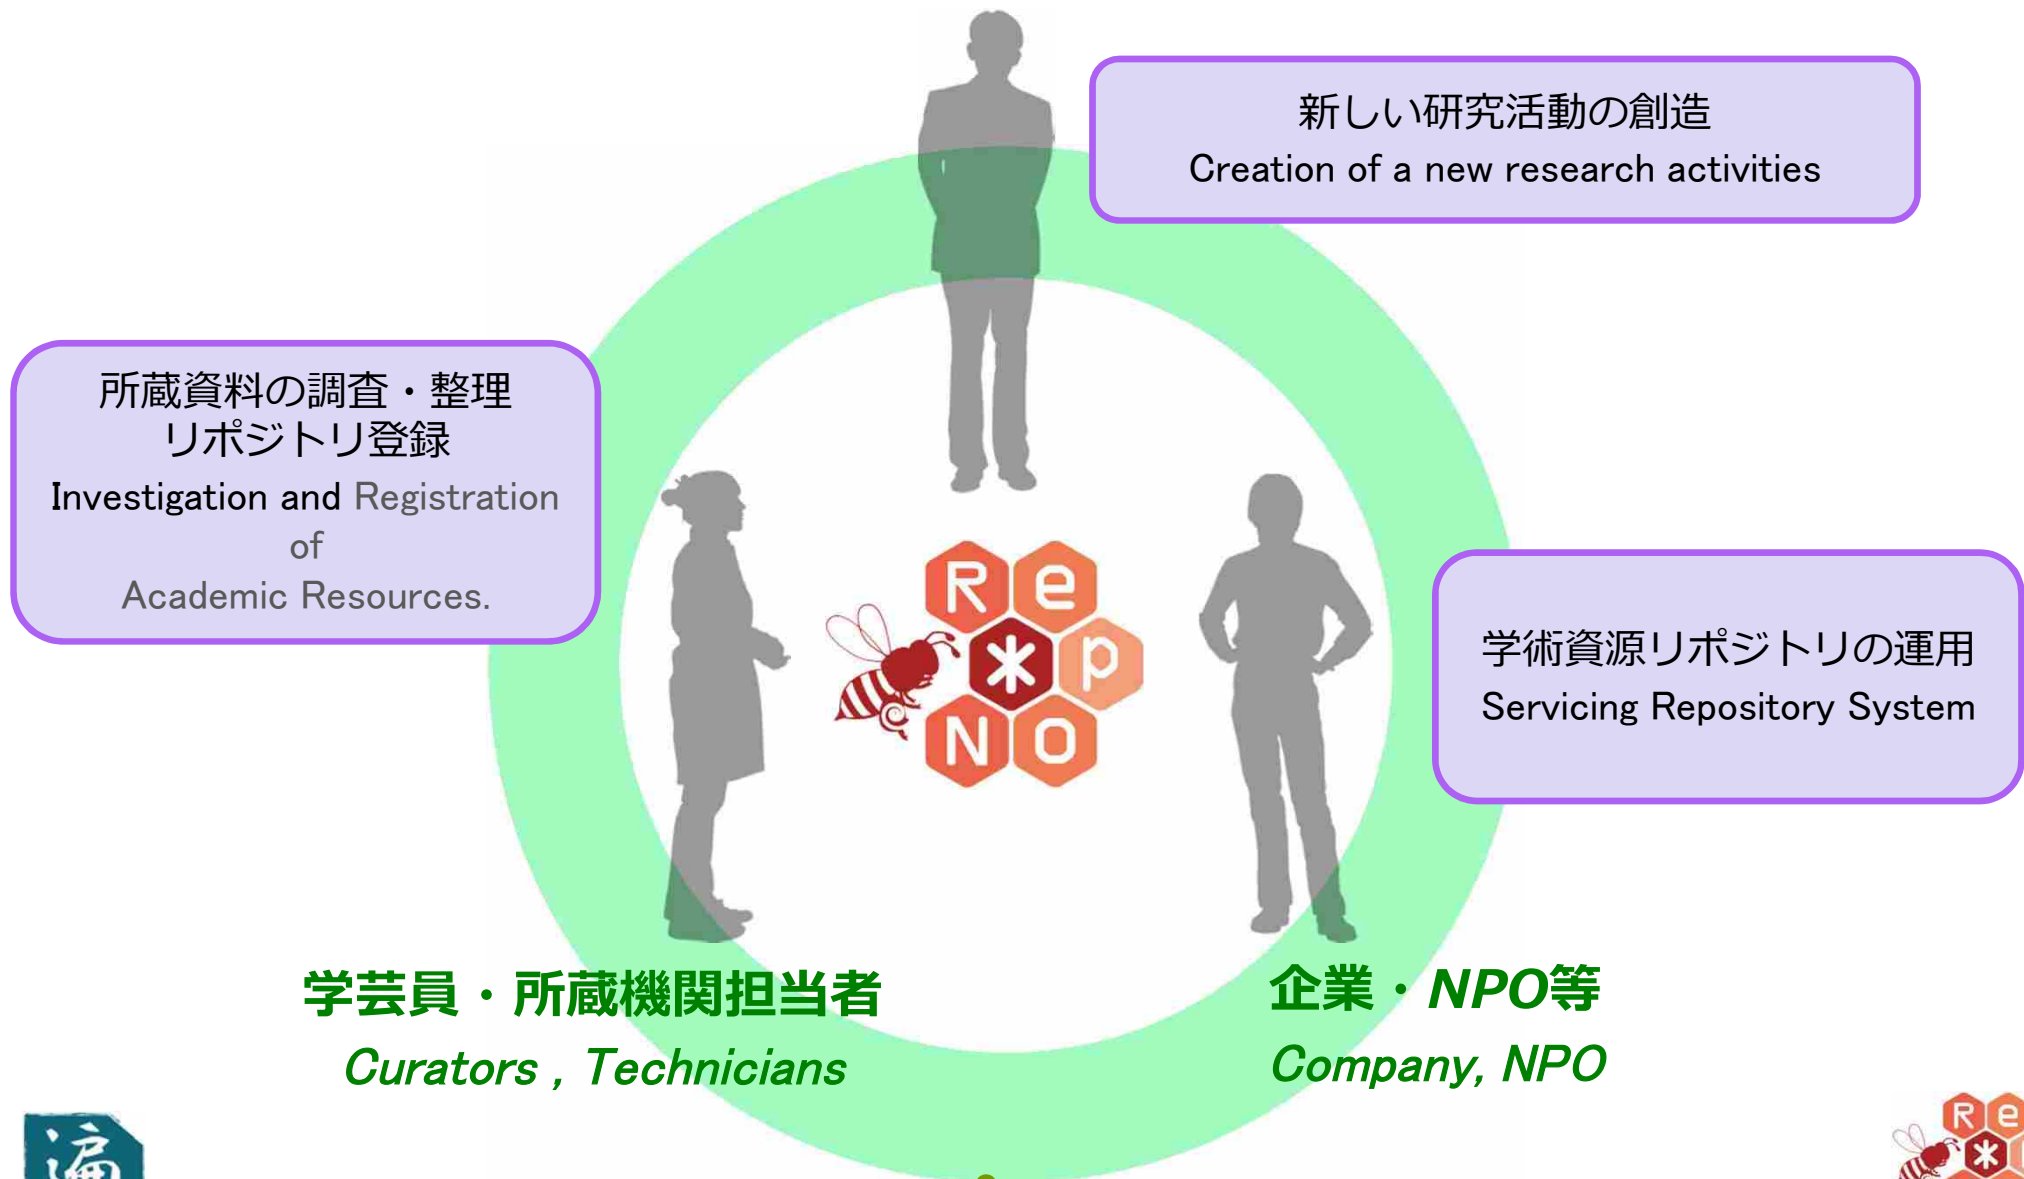 新しい研究活動の創造
Creation of a new research activities
所蔵資料の調査・整理
リポジトリ登録
Investigation and Registration
of
Academic Resources.
Re
*p
NO
学術資源リポジトリの運用
Servicing Repository System
学芸員・所蔵機関担当者
Curators , Technicians
企業・NPO等
Company, NPO
遍
Re
*